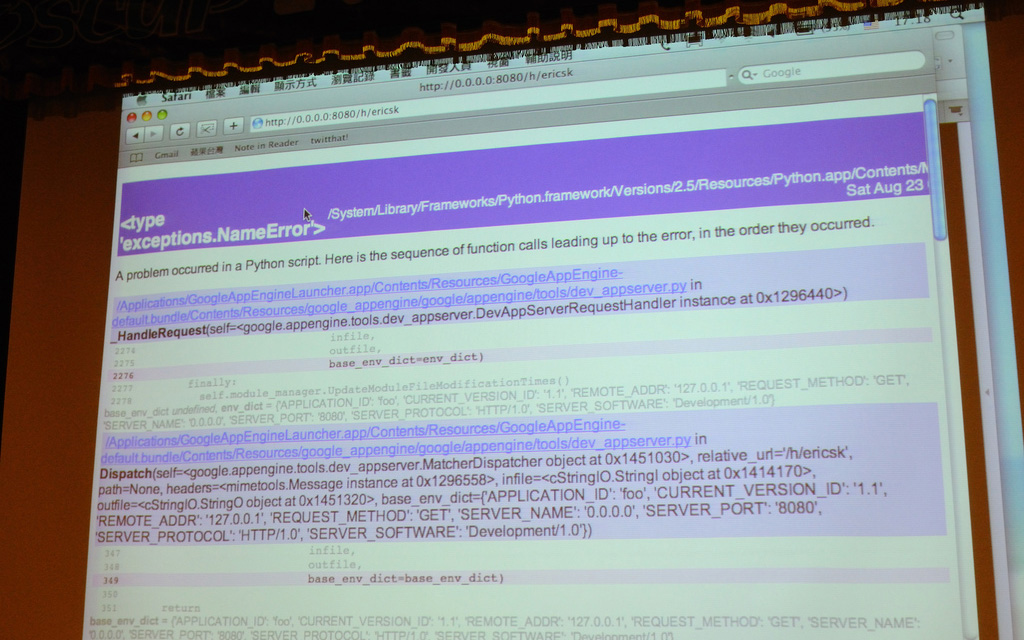 Safari 檔案 編輯 顯示方式 瀏覽記錄 書籤 開發人員 視窗 輔助說明 17:18
http://0.0.0.0:8080/h/ericsk
http://0.0.0.0:8080/h/ericsk Google
Gmail 蘋果台灣 Note in Reader twitthat!
<type
'exceptions.NameError'>
/System/Library/Frameworks/Python.framework/Versions/2.5/Resources/Python.app/Contents/M
Sat Aug 23
A problem occurred in a Python script. Here is the sequence of function calls leading up to the error, in the order they occurred.
/Applications/GoogleAppEngineLauncher.app/Contents/Resources/GoogleAppEngine-
default.bundle/Contents/Resources/google_appengine/google/appengine/tools/dev_appserver.py in
_HandleRequest(self=<google.appengine.tools.dev_appserver.DevAppServerRequestHandler instance at 0x1296440>)
2274 infile,
2275 outfile,
2276 base_env_dict=env_dict)
2277 finally:
2278 self.module_manager.UpdateModuleFileModificationTimes()
base_env_dict undefined, env_dict = {'APPLICATION_ID': 'foo', 'CURRENT_VERSION_ID': '1.1', 'REMOTE_ADDR': '127.0.0.1', 'REQUEST_METHOD': 'GET',
'SERVER_NAME': '0.0.0.0', 'SERVER_PORT': '8080', 'SERVER_PROTOCOL': 'HTTP/1.0', 'SERVER_SOFTWARE': 'Development/1.0'}
/Applications/GoogleAppEngineLauncher.app/Contents/Resources/GoogleAppEngine-
default.bundle/Contents/Resources/google_appengine/google/appengine/tools/dev_appserver.py in
Dispatch(self=<google.appengine.tools.dev_appserver.MatcherDispatcher object at 0x1451030>, relative_url='/h/ericsk',
path=None, headers=<mimetools.Message instance at 0x1296558>, infile=<cStringIO.StringI object at 0x1414170>,
outfile=<cStringIO.StringO object at 0x1451320>, base_env_dict={'APPLICATION_ID': 'foo', 'CURRENT_VERSION_ID': '1.1',
'REMOTE_ADDR': '127.0.0.1', 'REQUEST_METHOD': 'GET', 'SERVER_NAME': '0.0.0.0', 'SERVER_PORT': '8080',
'SERVER_PROTOCOL': 'HTTP/1.0', 'SERVER_SOFTWARE': 'Development/1.0'})
347 infile,
348 outfile,
349 base_env_dict=base_env_dict)
350
351 return
base_env_dict = {'APPLICATION_ID': 'foo', 'CURRENT_VERSION_ID': '1.1', 'REMOTE_ADDR': '127.0.0.1', 'REQUEST_METHOD': 'GET', 'SERVER_NAME':
'0.0.0.0', 'SERVER_PORT': '8080', 'SERVER_PROTOCOL': 'HTTP/1.0', 'SERVER_SOFTWARE': 'Development/1.0'}